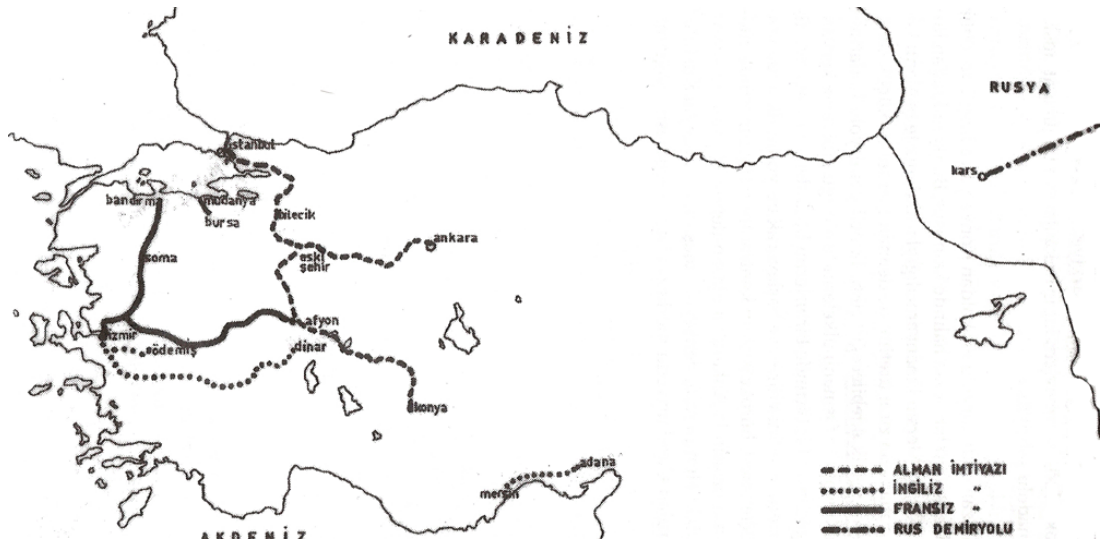 KARADENİZ
RUSYA
istanbul
kars
bandırma
mudanya
bursa
bilecik
ankara
soma
eski
şehir
izmir
afyon
ödemiş
dinar
konya
adana
mersin
AKDENİZ
ALMAN İMTİYAZI
İNGİLİZ "
FRANSIZ "
RUS DEMİRYOLU